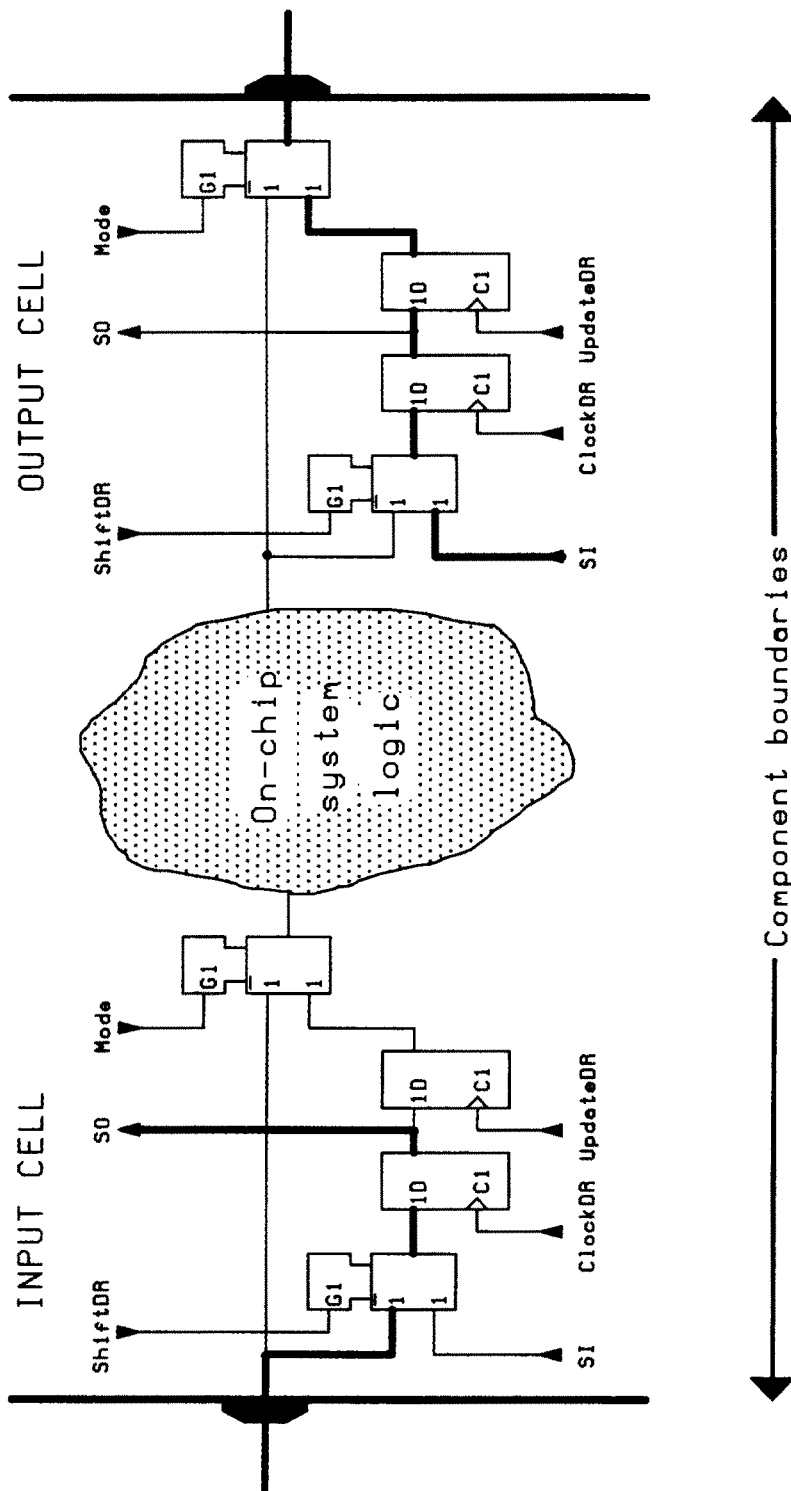 INPUT CELL
OUTPUT CELL
ShiftDR
SO
Mode
ShiftDR
SO
Mode
G1
1
1
G1
1
1
1D
C1
1D
C1
G1
1
1
G1
1
1
1D
C1
1D
C1
On-chip
system
logic
SI
ClockDR
UpdateDR
SI
ClockDR
UpdateDR
Component boundaries